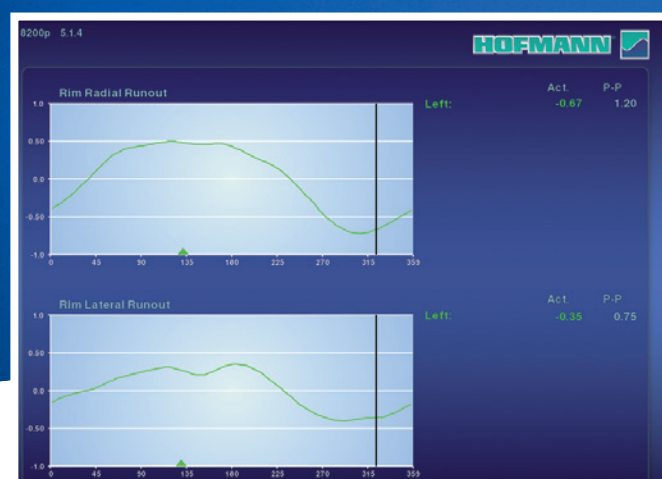 8200p 5.1.4
HOFMANN
Rim Radial Runout
Act. P-P
Left: -0.67 1.20
1.0
0.50
0.0
-0.50
-1.0
0 45 90 135 180 225 270 315 359
Rim Lateral Runout
Act. P-P
Left: -0.35 0.75
1.0
0.50
0.0
-0.50
-1.0
0 45 90 135 180 225 270 315 359